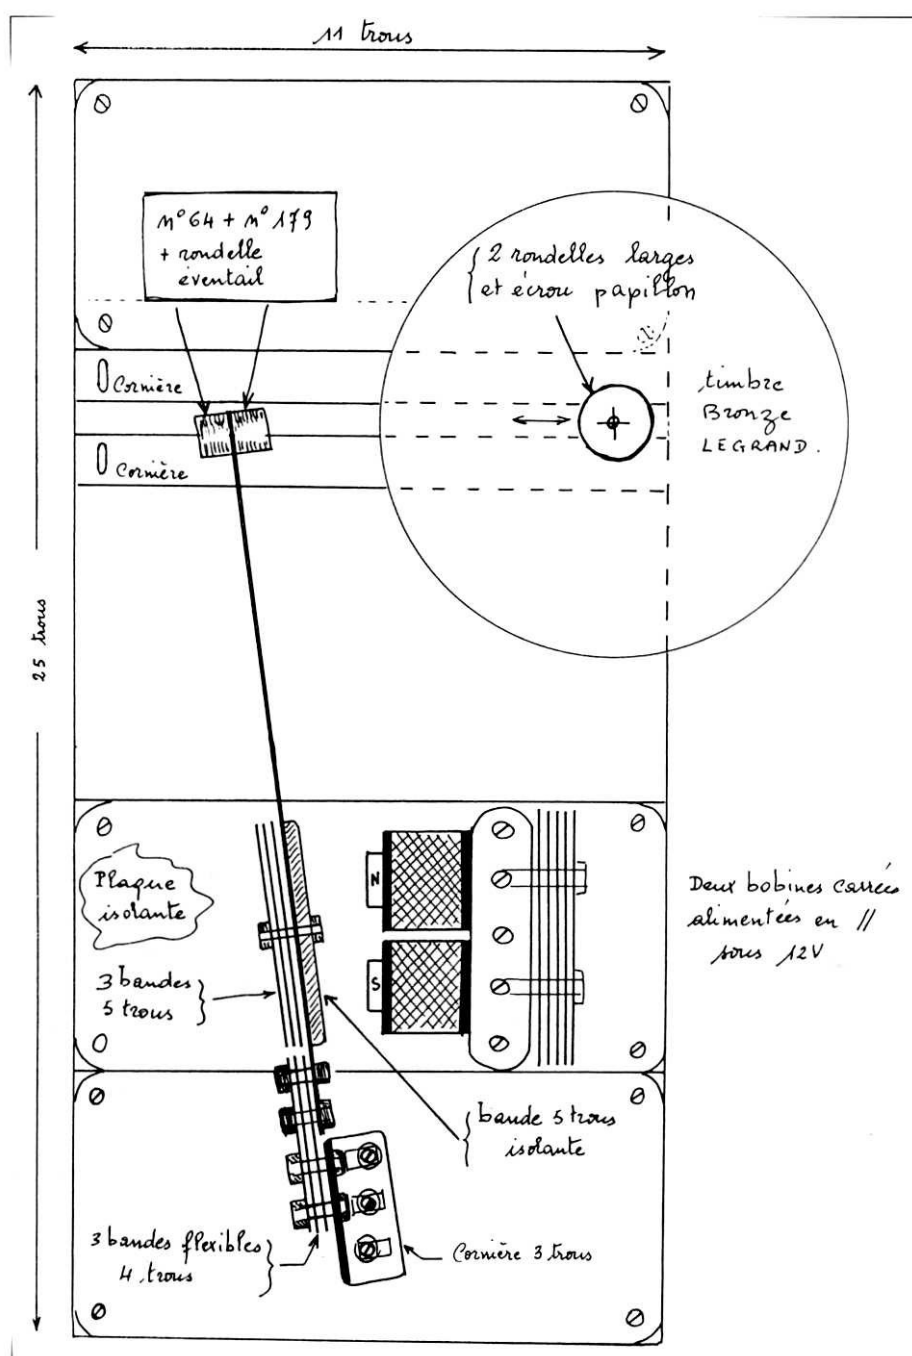 11 trous
n° 64 + n° 179
+ rondelle
éventail
2 rondelles larges
et écrou papillon
Cornière
timbre
Bronze
LEGRAND.
Cornière
25 trous
Plaque
isolante
N
S
Deux bobines carrées
alimentées en //
sous 12V
3 bandes
5 trous
bande 5 trous
isolante
3 bandes flexibles
4 trous
Cornière 3 trous